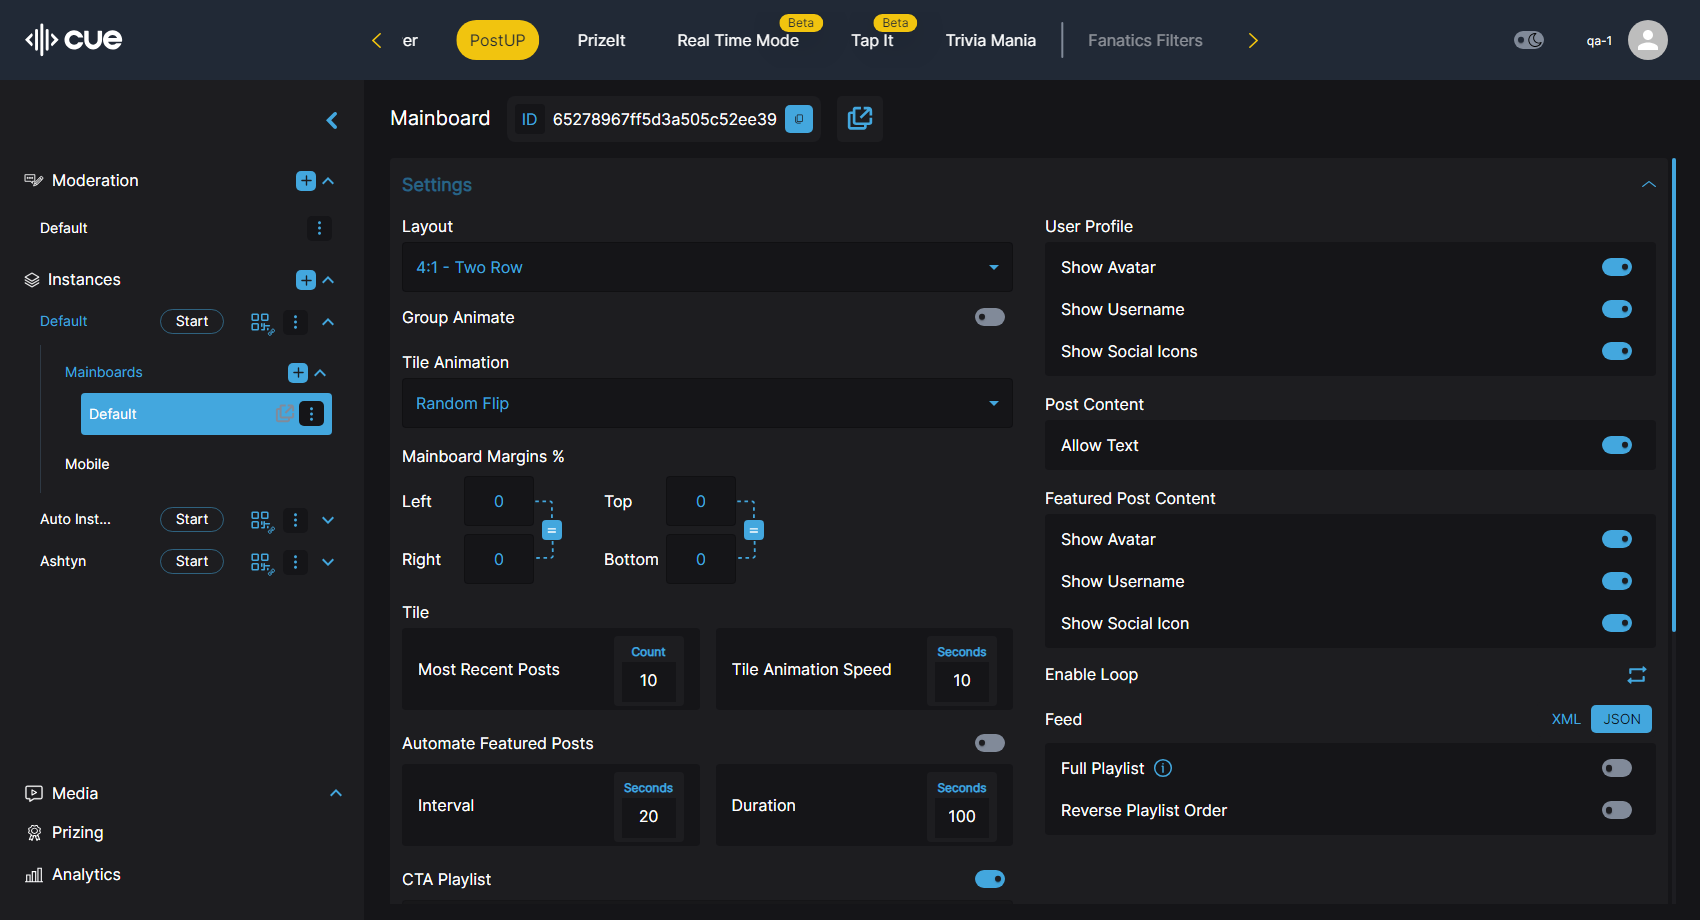 cue
er
PostUP
PrizeIt
Real Time Mode
Beta
Tap It
Beta
Trivia Mania
Fanatics Filters
qa-1
Moderation
Default
Instances
Default
Start
Mainboards
Default
Mobile
Auto Inst...
Start
Ashtyn
Start
Media
Prizing
Analytics
Mainboard
ID 65278967ff5d3a505c52ee39
Settings
Layout
4:1 - Two Row
Group Animate
Tile Animation
Random Flip
Mainboard Margins %
Left 0 Top 0
= =
Right 0 Bottom 0
Tile
Most Recent Posts
Count
10
Tile Animation Speed
Seconds
10
Automate Featured Posts
Interval
Seconds
20
Duration
Seconds
100
CTA Playlist
User Profile
Show Avatar
Show Username
Show Social Icons
Post Content
Allow Text
Featured Post Content
Show Avatar
Show Username
Show Social Icon
Enable Loop
Feed XML JSON
Full Playlist
Reverse Playlist Order